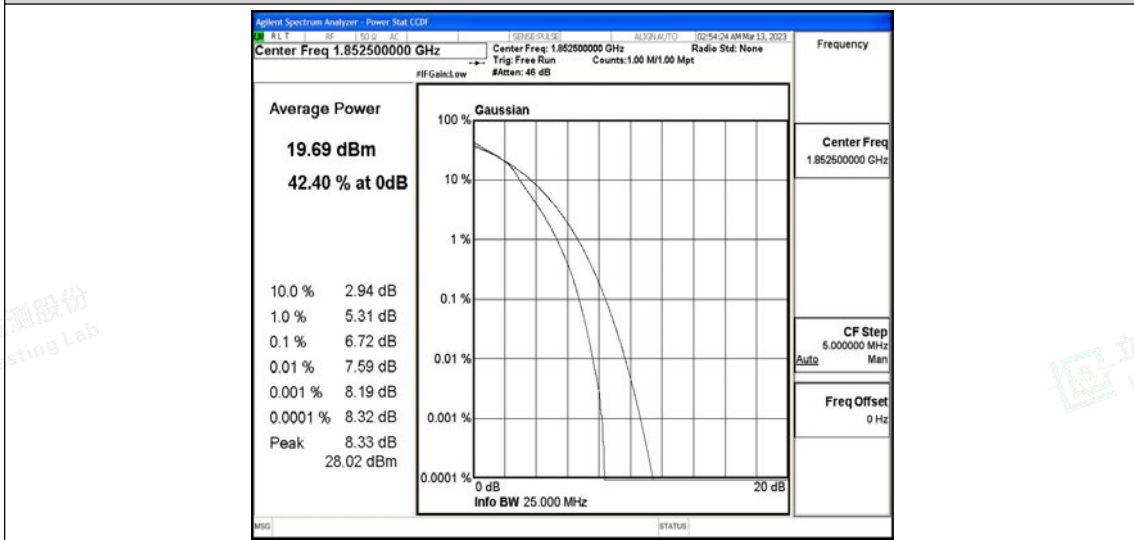 Agilent Spectrum Analyzer - Power Stat CCDF
RLT RF 50 Ω AC SENSE:PULSE ALIGNAUTO 02:54:24 AM Mar 13, 2023
Center Freq 1.852500000 GHz
Center Freq: 1.852500000 GHz Radio Std: None
Trig: Free Run Counts:1.00 M/1.00 Mpt
#IFGain:Low #Atten: 46 dB
Frequency
Average Power
19.69 dBm
42.40 % at 0dB
10.0 % 2.94 dB
1.0 % 5.31 dB
0.1 % 6.72 dB
0.01 % 7.59 dB
0.001 % 8.19 dB
0.0001 % 8.32 dB
Peak 8.33 dB
28.02 dBm
Gaussian
100 %
10 %
1 %
0.1 %
0.01 %
0.001 %
0.0001 %
0 dB 20 dB
Info BW 25.000 MHz
Center Freq
1.852500000 GHz
CF Step
5.000000 MHz
Auto Man
Freq Offset
0 Hz
MSG STATUS
测股份
sting Lab
立